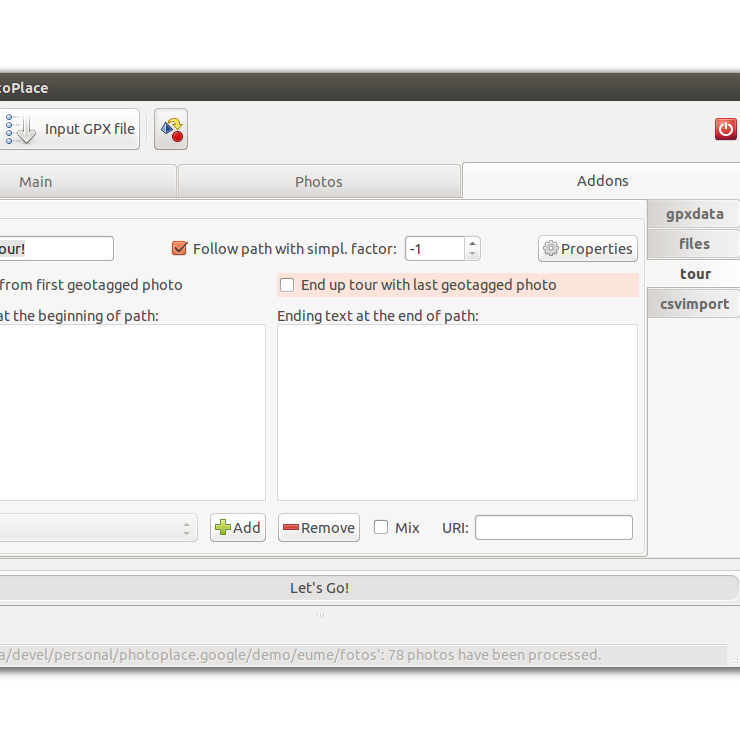 toPlace
Input GPX file
Main
Photos
Addons
our!
Follow path with simpl. factor:
-1
Properties
gpxdata
files
tour
csvimport
from first geotagged photo
End up tour with last geotagged photo
at the beginning of path:
Ending text at the end of path:
Add
Remove
Mix
URI:
Let's Go!
a/devel/personal/photoplace.google/demo/eume/fotos': 78 photos have been processed.